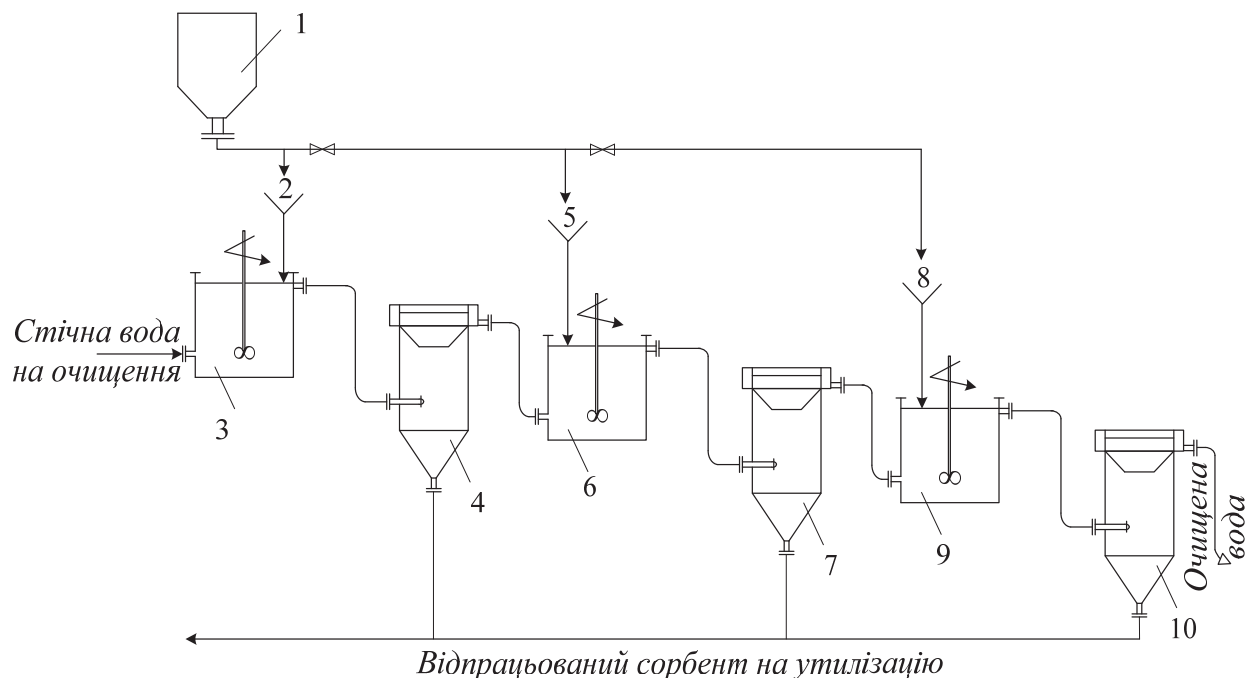 1
2
5
8
Стічна вода
на очищення
3
4
6
7
9
10
Очищена
вода
Відпрацьований сорбент на утилизацію